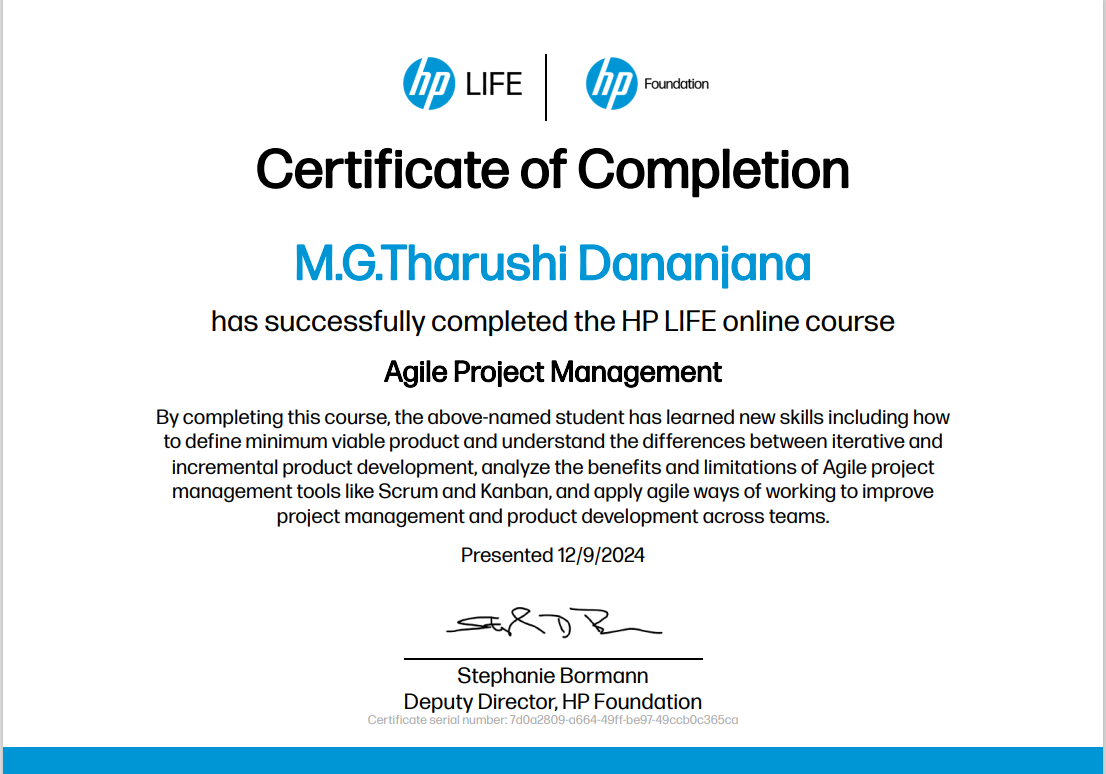 hp LIFE hp Foundation
Certificate of Completion
M.G.Tharushi Dananjana
has successfully completed the HP LIFE online course
Agile Project Management
By completing this course, the above-named student has learned new skills including how
to define minimum viable product and understand the differences between iterative and
incremental product development, analyze the benefits and limitations of Agile project
management tools like Scrum and Kanban, and apply agile ways of working to improve
project management and product development across teams.
Presented 12/9/2024
Stephanie Bormann
Deputy Director, HP Foundation
Certificate serial number: 7d0a2809-a664-49ff-be97-49ccb0c365ca